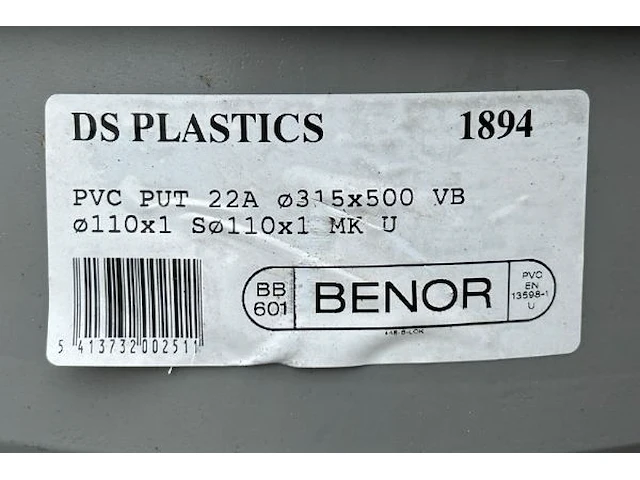 DS PLASTICS 1894
PVC PUT 22A ø315x500 VB
ø110x1 Sø110x1 MK U
BB
601
BENOR
PVC
EN
13598-1
U
5 413732 002511